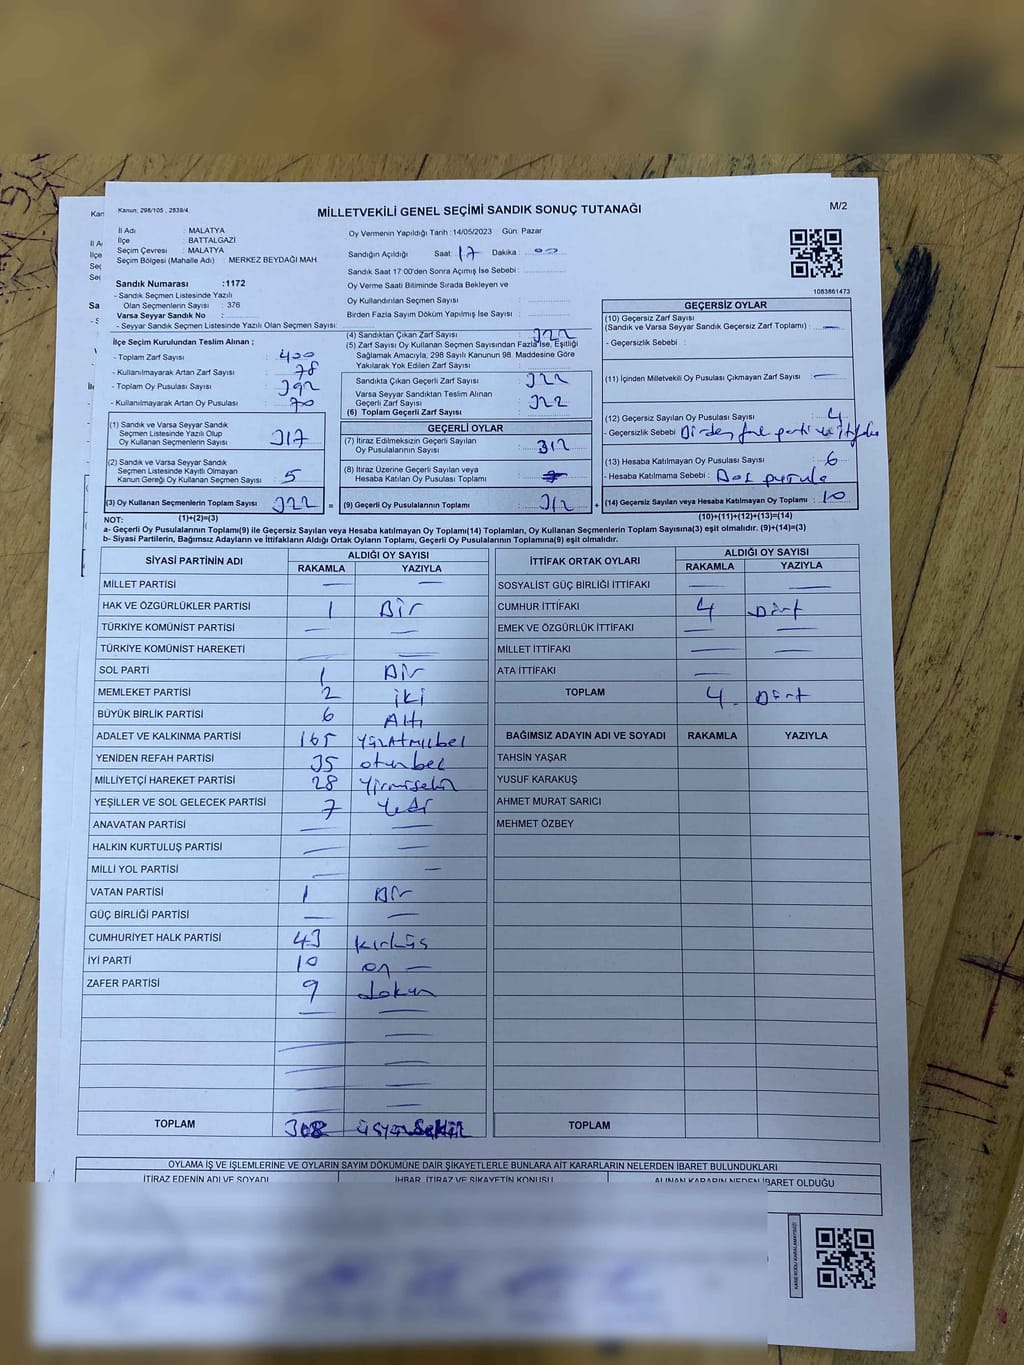 Kanun; 298/105 , 2839/4.
MİLLETVEKİLİ GENEL SEÇİMİ SANDIK SONUÇ TUTANAĞI
M/2
İl Adı : MALATYA
İlçe : BATTALGAZİ
Seçim Çevresi : MALATYA
Seçim Bölgesi (Mahalle Adı) : MERKEZ BEYDAĞI MAH.
Sandık Numarası :1172
- Sandık Seçmen Listesinde Yazılı
Olan Seçmenlerin Sayısı : 376
Varsa Seyyar Sandık No :
- Seyyar Sandık Seçmen Listesinde Yazılı Olan Seçmen Sayısı:
İlçe Seçim Kurulundan Teslim Alınan ;
- Toplam Zarf Sayısı : 400
- Kullanılmayarak Artan Zarf Sayısı : 78
- Toplam Oy Pusulası Sayısı : 392
- Kullanılmayarak Artan Oy Pusulası : 70
(1) Sandık ve Varsa Seyyar Sandık
Seçmen Listesinde Yazılı Olup
Oy Kullanan Seçmenlerin Sayısı : 317
(2) Sandık ve Varsa Seyyar Sandık
Seçmen Listesinde Kayıtlı Olmayan
Kanun Gereği Oy Kullanan Seçmen Sayısı : 5
(3) Oy Kullanan Seçmenlerin Toplam Sayısı : 322
Oy Vermenin Yapıldığı Tarih :14/05/2023 Gün: Pazar
Sandığın Açıldığı Saat: 17 Dakika : 00
Sandık Saat 17:00'den Sonra Açımış İse Sebebi :
Oy Verme Saati Bitiminde Sırada Bekleyen ve
Oy Kullandırılan Seçmen Sayısı :
Birden Fazla Sayım Döküm Yapılmış İse Sayısı :
(4) Sandıktan Çıkan Zarf Sayısı : 322
(5) Zarf Sayısı Oy Kullanan Seçmen Sayısından Fazla İse, Eşitliği
Sağlamak Amacıyla; 298 Sayılı Kanunun 98. Maddesine Göre
Yakılarak Yok Edilen Zarf Sayısı :
Sandıkta Çıkan Geçerli Zarf Sayısı : 322
Varsa Seyyar Sandıktan Teslim Alınan
Geçerli Zarf Sayısı : 322
(6) Toplam Geçerli Zarf Sayısı :
GEÇERLİ OYLAR
(7) İtiraz Edilmeksizin Geçerli Sayılan
Oy Pusulalarının Sayısı : 312
(8) İtiraz Üzerine Geçerli Sayılan veya
Hesaba Katılan Oy Pusulası Toplamı :
= (9) Geçerli Oy Pusulalarının Toplamı : 312 +
1083861473
GEÇERSİZ OYLAR
(10) Geçersiz Zarf Sayısı
(Sandık ve Varsa Seyyar Sandık Geçersiz Zarf Toplamı) : —
- Geçersizlik Sebebi :
(11) İçinden Milletvekili Oy Pusulası Çıkmayan Zarf Sayısı : —
(12) Geçersiz Sayılan Oy Pusulası Sayısı : 4
- Geçersizlik Sebebi : Birden fazla parti ve ittifak
(13) Hesaba Katılmayan Oy Pusulası Sayısı : 6
- Hesaba Katılmama Sebebi : Boş pusula
(14) Geçersiz Sayılan veya Hesaba Katılmayan Oy Toplamı : 10
NOT: (1)+(2)=(3) (10)+(11)+(12)+(13)=(14)
a- Geçerli Oy Pusulalarının Toplamı(9) ile Geçersiz Sayılan veya Hesaba katılmayan Oy Toplamı(14) Toplamları, Oy Kullanan Seçmenlerin Toplam Sayısına(3) eşit olmalıdır. (9)+(14)=(3)
b- Siyasi Partilerin, Bağımsız Adayların ve İttifakların Aldığı Ortak Oyların Toplamı, Geçerli Oy Pusulalarının Toplamına(9) eşit olmalıdır.
SİYASİ PARTİNİN ADI ALDIĞI OY SAYISI
RAKAMLA YAZIYLA
MİLLET PARTİSİ — —
HAK VE ÖZGÜRLÜKLER PARTİSİ 1 Bir
TÜRKİYE KOMÜNİST PARTİSİ — —
TÜRKİYE KOMÜNİST HAREKETİ — —
SOL PARTİ 1 Bir
MEMLEKET PARTİSİ 2 iki
BÜYÜK BİRLİK PARTİSİ 6 Altı
ADALET VE KALKINMA PARTİSİ 165 yüzAtmışbeş
YENİDEN REFAH PARTİSİ 35 otuzbeş
MİLLİYETÇİ HAREKET PARTİSİ 28 yirmisekiz
YEŞİLLER VE SOL GELECEK PARTİSİ 7 yedi
ANAVATAN PARTİSİ — —
HALKIN KURTULUŞ PARTİSİ — —
MİLLİ YOL PARTİSİ — —
VATAN PARTİSİ 1 Bir
GÜÇ BİRLİĞİ PARTİSİ — —
CUMHURİYET HALK PARTİSİ 43 kırküç
İYİ PARTİ 10 on —
ZAFER PARTİSİ 9 dokuz
TOPLAM 308 üçyüzSekiz
İTTİFAK ORTAK OYLARI ALDIĞI OY SAYISI
RAKAMLA YAZIYLA
SOSYALİST GÜÇ BİRLİĞİ İTTİFAKI — —
CUMHUR İTTİFAKI 4 Dört
EMEK VE ÖZGÜRLÜK İTTİFAKI — —
MİLLET İTTİFAKI — —
ATA İTTİFAKI —
TOPLAM 4 Dört
BAĞIMSIZ ADAYIN ADI VE SOYADI RAKAMLA YAZIYLA
TAHSİN YAŞAR
YUSUF KARAKUŞ
AHMET MURAT SARICI
MEHMET ÖZBEY
TOPLAM
OYLAMA İŞ VE İŞLEMLERİNE VE OYLARIN SAYIM DÖKÜMÜNE DAİR ŞİKAYETLERLE BUNLARA AİT KARARLARIN NELERDEN İBARET BULUNDUKLARI
İTİRAZ EDENİN ADI VE SOYADI İHBAR, İTİRAZ VE ŞİKAYETİN KONUSU ALINAN KARARIN NEDEN İBARET OLDUĞU